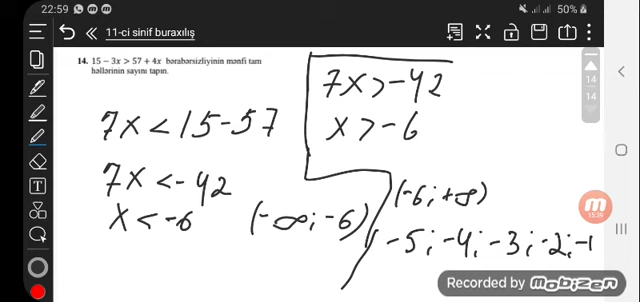 22:59
50%
11-ci sinif buraxılış
14. 15 – 3x > 57 + 4x bərabərsizliyinin mənfi tam
həllərinin sayını tapın.
7x < 15 - 57
7x < - 42
x < - 6
(- ∞ ; - 6)
7x > - 42
x > - 6
(- 6 ; + ∞)
- 5 ; - 4 ; - 3 ; - 2 ; - 1
14
14
15:39
Recorded by mobizen